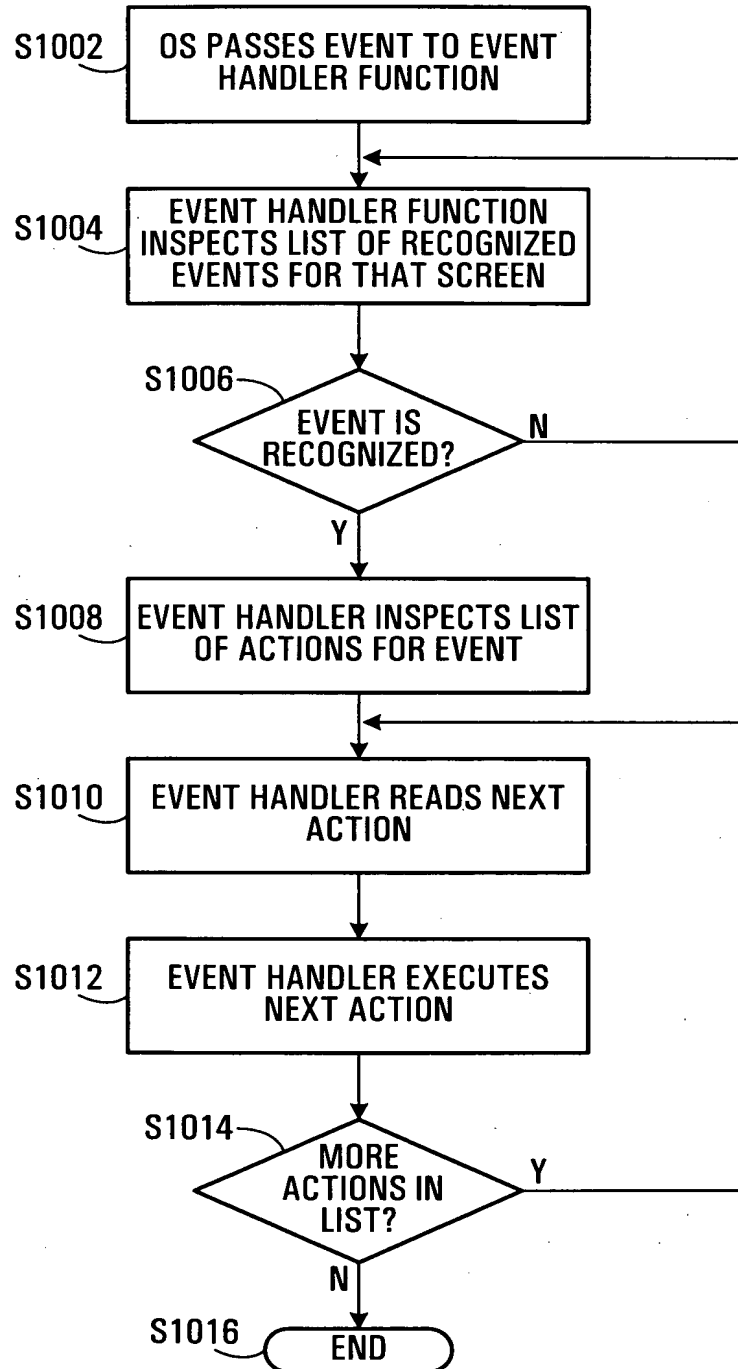 S1002
OS PASSES EVENT TO EVENT
HANDLER FUNCTION
S1004
EVENT HANDLER FUNCTION
INSPECTS LIST OF RECOGNIZED
EVENTS FOR THAT SCREEN
S1006
EVENT IS
RECOGNIZED?
N
Y
S1008
EVENT HANDLER INSPECTS LIST
OF ACTIONS FOR EVENT
S1010
EVENT HANDLER READS NEXT
ACTION
S1012
EVENT HANDLER EXECUTES
NEXT ACTION
S1014
MORE
ACTIONS IN
LIST?
Y
N
S1016
END